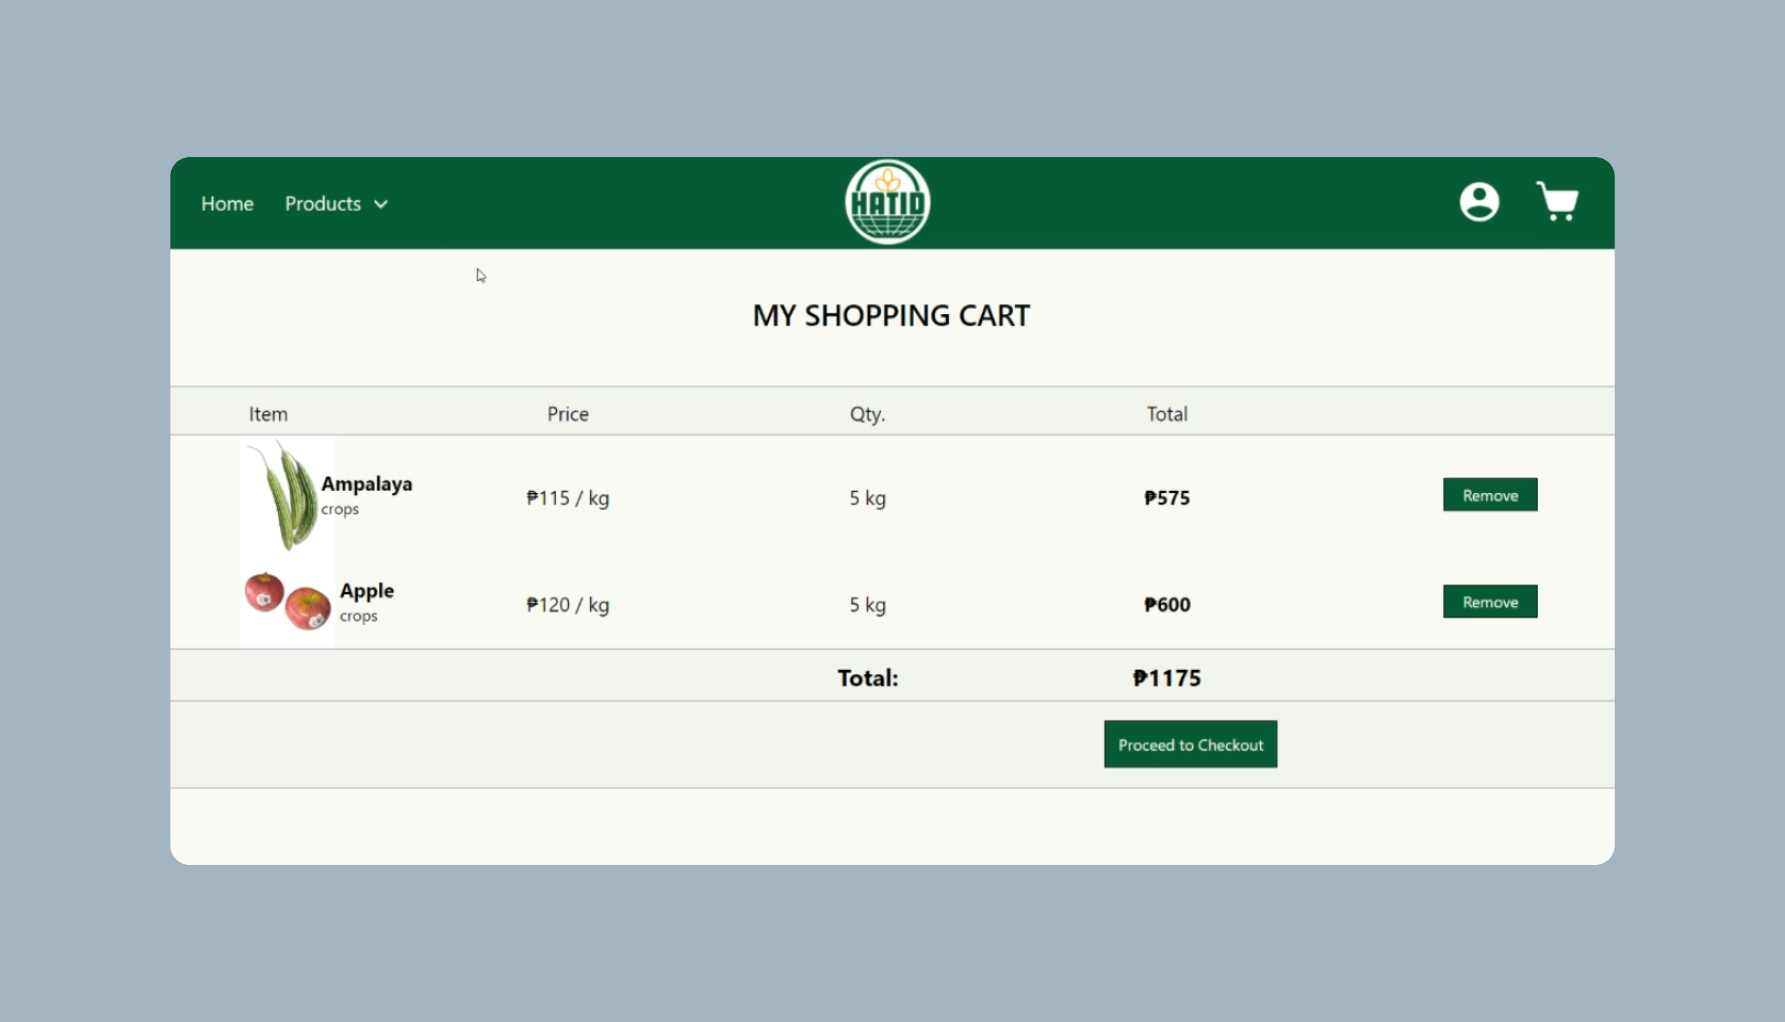 Home Products
HATID
MY SHOPPING CART
Item Price Qty. Total
Ampalaya
crops
₱115 / kg 5 kg ₱575 Remove
Apple
crops
₱120 / kg 5 kg ₱600 Remove
Total: ₱1175
Proceed to Checkout